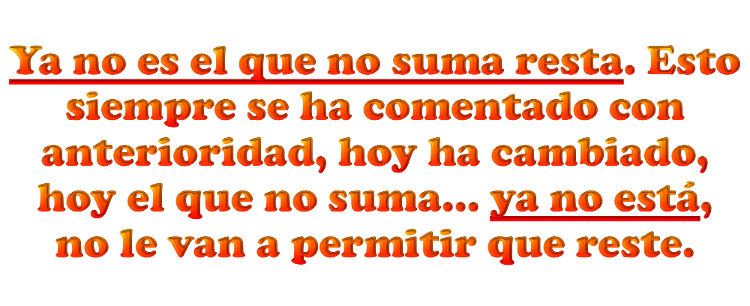 Ya no es el que no suma resta. Esto
siempre se ha comentado con
anterioridad, hoy ha cambiado,
hoy el que no suma... ya no está,
no le van a permitir que reste.